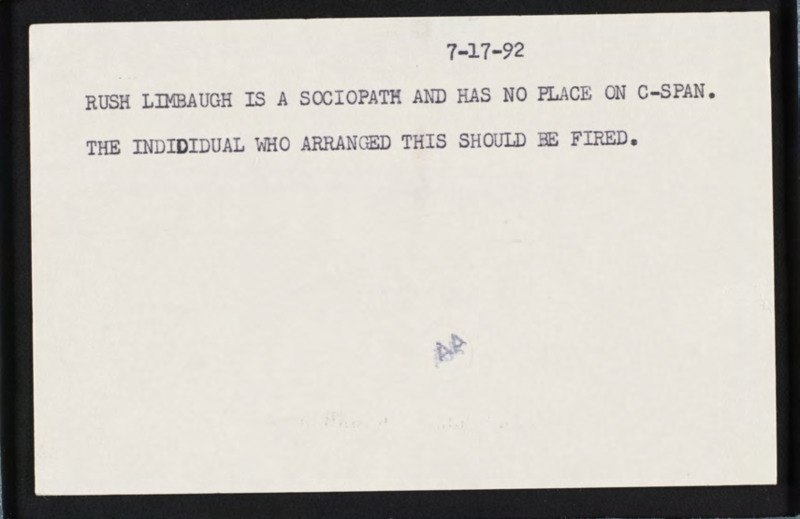 7-17-92
RUSH LIMBAUGH IS A SOCIOPATH AND HAS NO PLACE ON C-SPAN.
THE INDIDIDUAL WHO ARRANGED THIS SHOULD BE FIRED.
AA